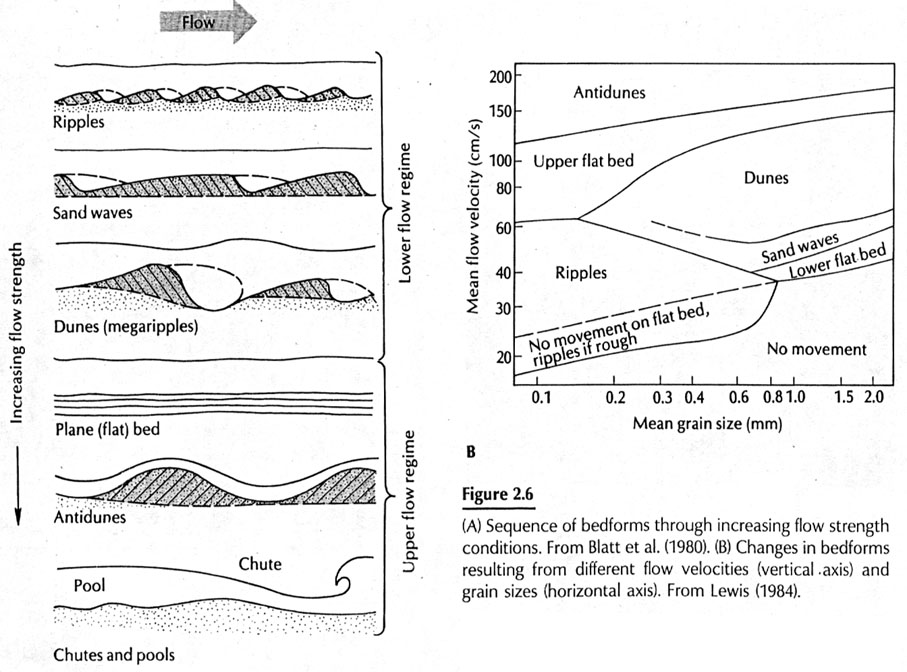 Flow
Ripples
Sand waves
Dunes (megaripples)
Plane (flat) bed
Antidunes
Chute
Pool
Chutes and pools
Increasing flow strength
Lower flow regime
Upper flow regime
Mean flow velocity (cm/s)
200
150
100
80
60
40
30
20
Antidunes
Upper flat bed
Dunes
Sand waves
Lower flat bed
Ripples
No movement on flat bed,
ripples if rough
No movement
0.1 0.2 0.3 0.4 0.6 0.8 1.0 1.5 2.0
Mean grain size (mm)
B
Figure 2.6
(A) Sequence of bedforms through increasing flow strength
conditions. From Blatt et al. (1980). (B) Changes in bedforms
resulting from different flow velocities (vertical axis) and
grain sizes (horizontal axis). From Lewis (1984).